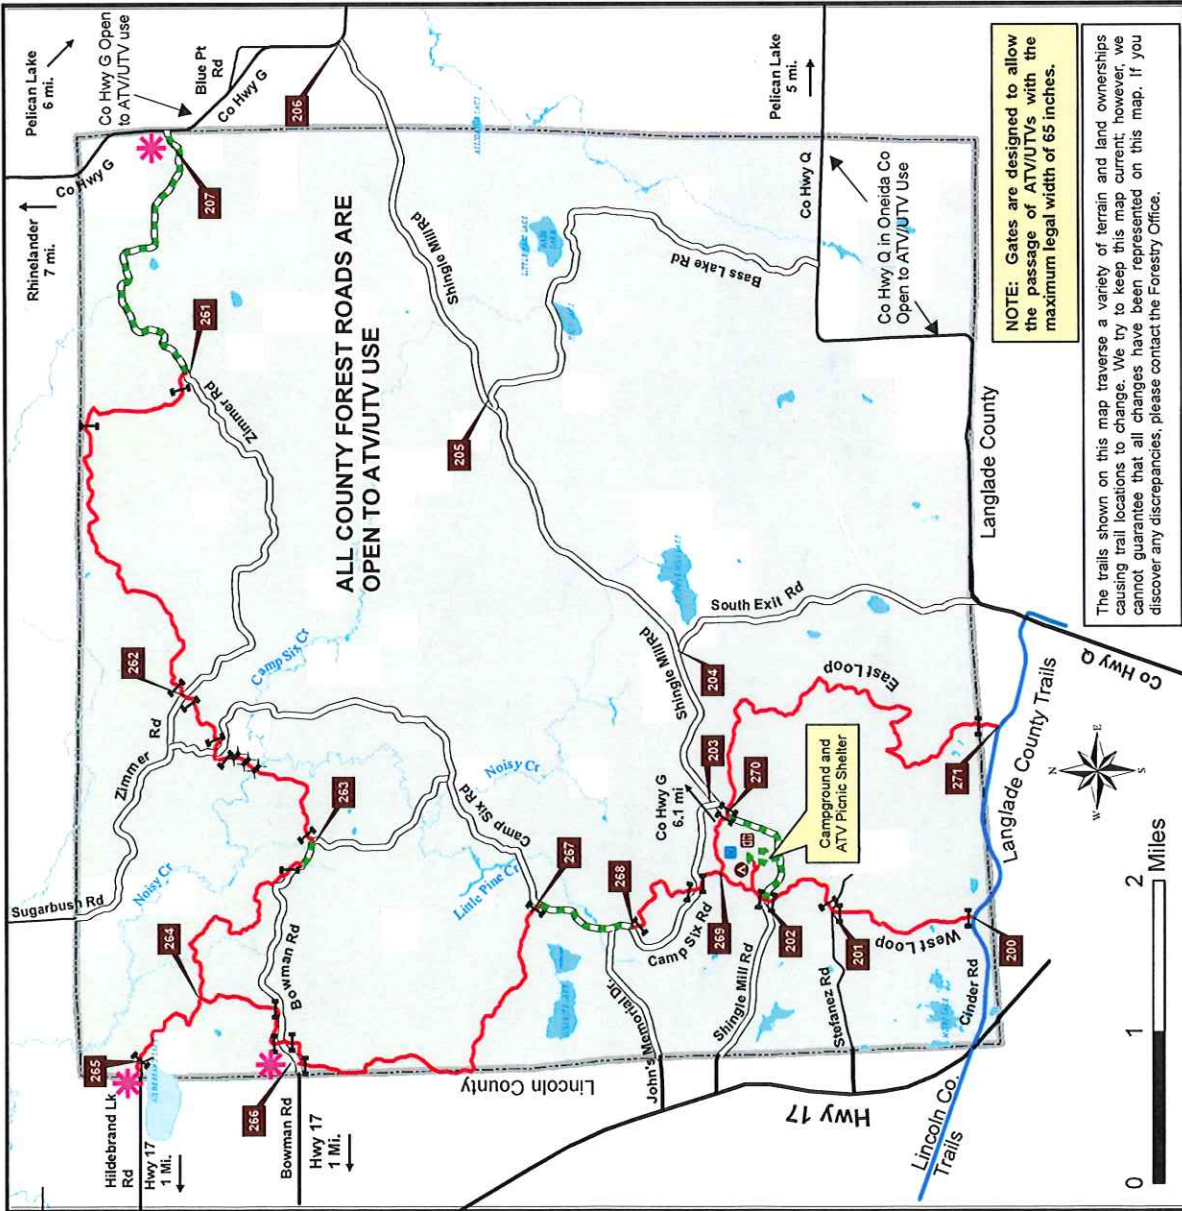 Pelican Lake
6 mi.
Co Hwy G Open
to ATV/UTV use
Blue Pt
Rd
Co Hwy G
206
Co Hwy G
Rhinelander
7 mi.
207
261
Zimmer Rd
ALL COUNTY FOREST ROADS ARE
OPEN TO ATV/UTV USE
Shingle Mill Rd
205
Bass Lake Rd
Pelican Lake
5 mi.
Co Hwy Q
Co Hwy Q in Oneida Co
Open to ATV/UTV Use
NOTE: Gates are designed to allow
the passage of ATV/UTVs with the
maximum legal width of 65 inches.
The trails shown on this map traverse a variety of terrain and land ownerships
causing trail locations to change. We try to keep this map current; however, we
cannot guarantee that all changes have been represented on this map. If you
discover any discrepancies, please contact the Forestry Office.
Langlade County
262
Camp Six Cr
Zimmer Rd
Sugarbush Rd
Noisy Cr
263
264
Bowman Rd
265
Hildebrand Lk
Rd
Hwy 17
1 Mi.
266
Bowman Rd
Hwy 17
1 Mi.
Lincoln County
Noisy Cr
Camp Six Rd
Little Pine Cr
267
268
Camp Six Rd
John's Memorial Dr.
Shingle Mill Rd
South Exit Rd
204
203
Co Hwy G
6.1 mi
270
East Loop
Campground and
ATV Picnic Shelter
269
202
Shingle Mill Rd
201
Stefanez Rd
West Loop
271
200
Cinder Rd
Hwy 17
Lincoln Co.
Trails
Langlade County Trails
Co Hwy Q
N
E
S
W
0
1
2
Miles